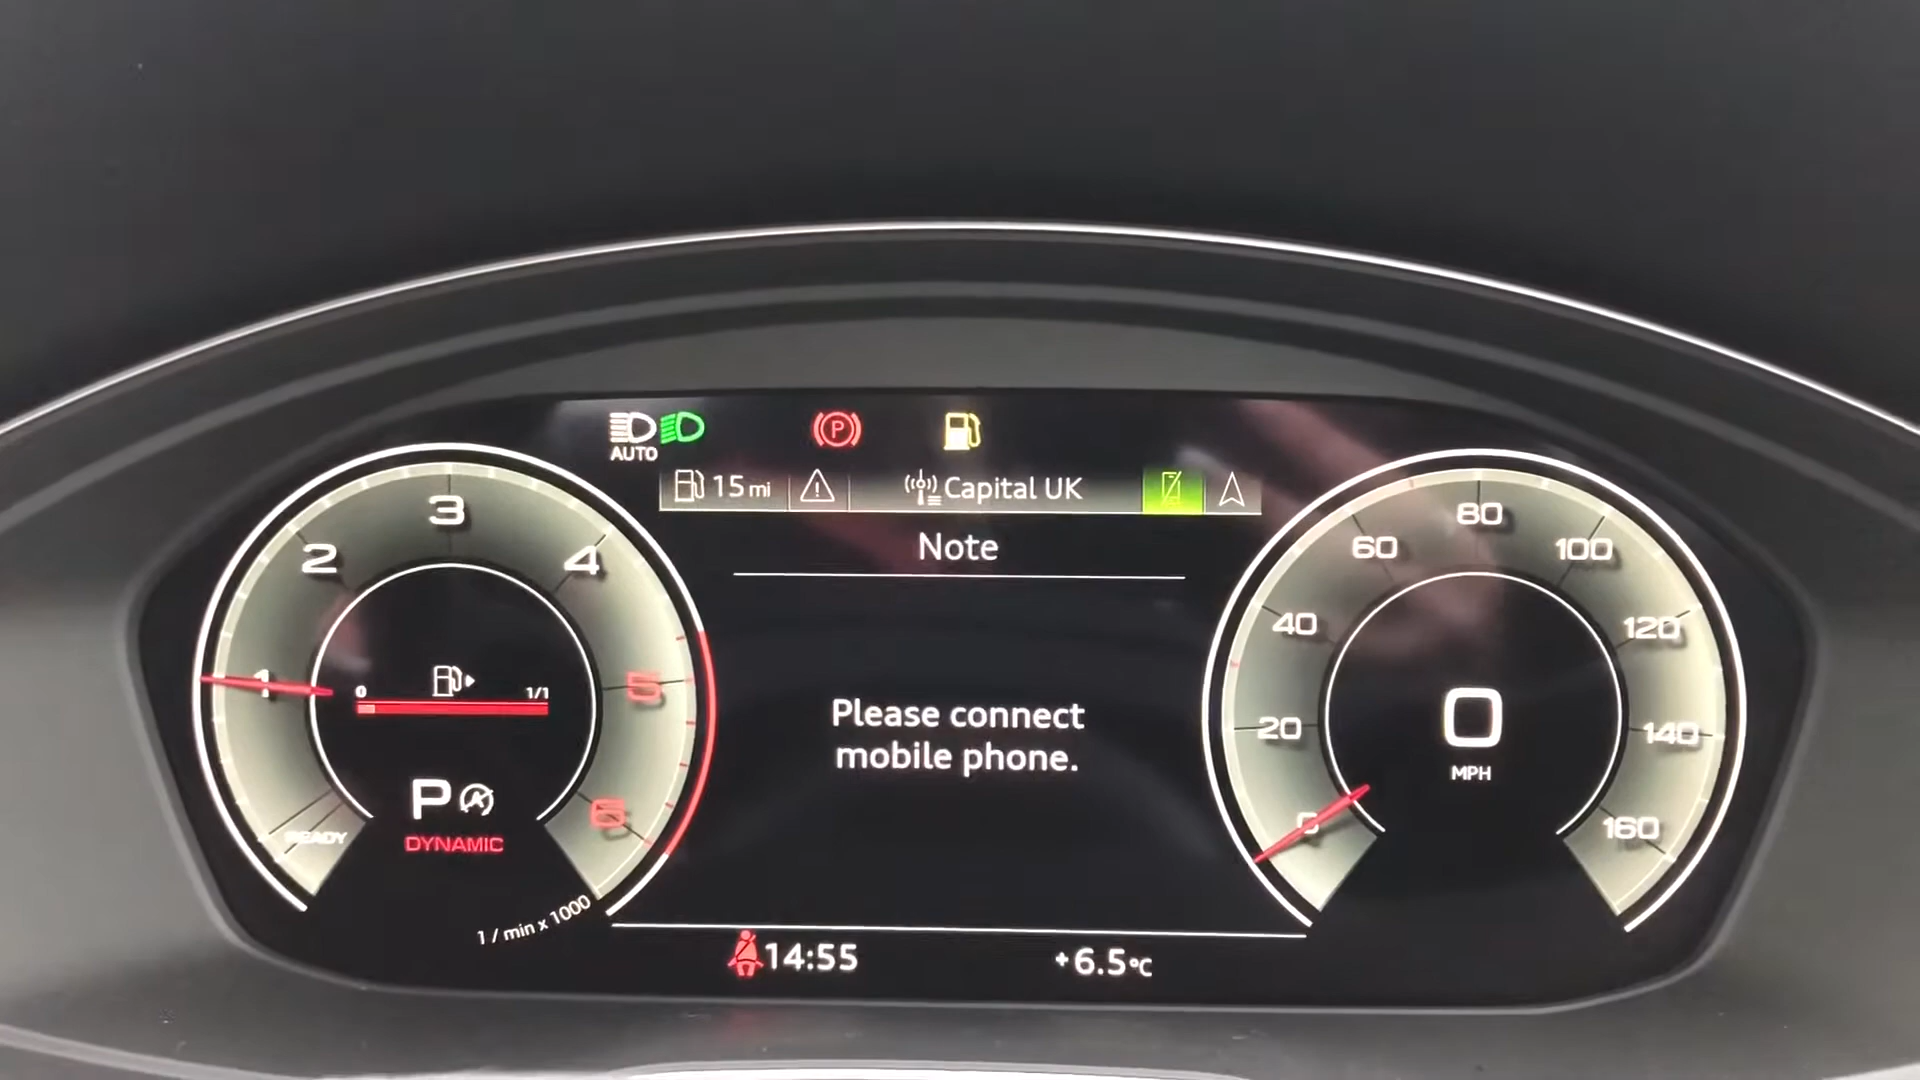 AUTO
P
15 mi
Capital UK
Note
Please connect
mobile phone.
1
2
3
4
5
6
READY
0
1/1
P
A
DYNAMIC
1 / min x 1000
0
20
40
60
80
100
120
140
160
0
MPH
14:55
+6.5°C